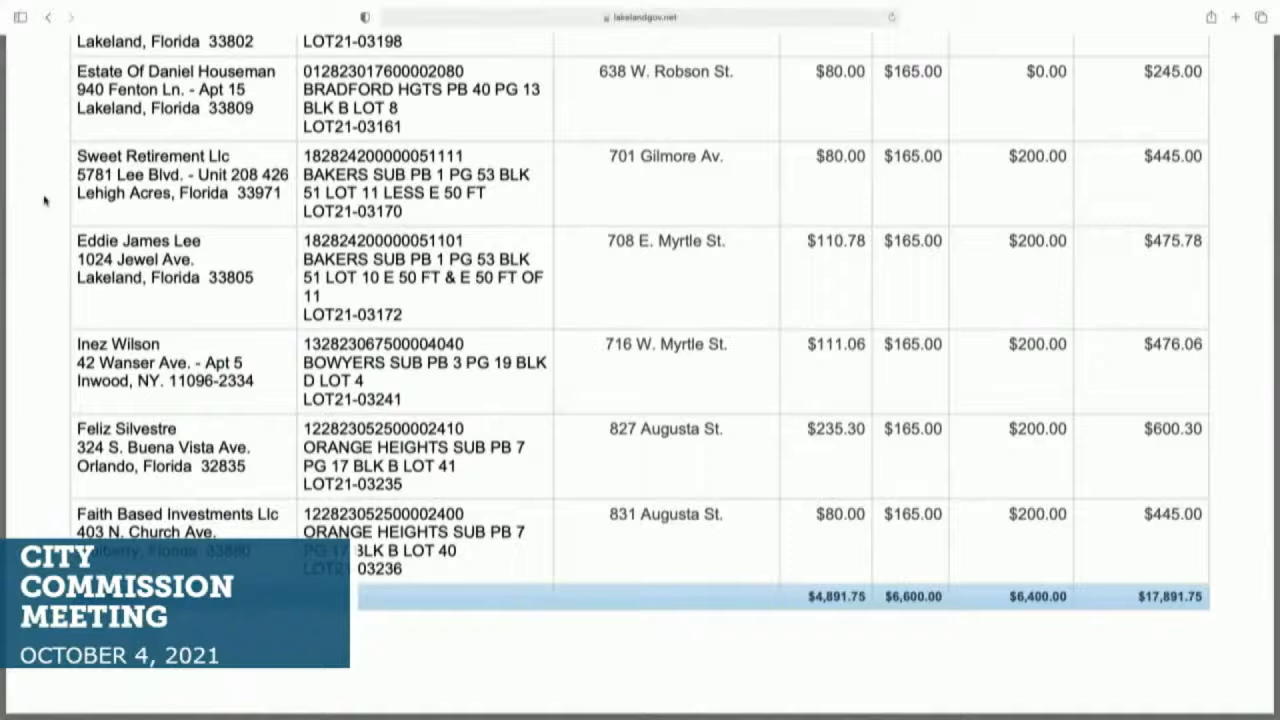 lakelandgov.net
Lakeland, Florida 33802
LOT21-03198
Estate Of Daniel Houseman
940 Fenton Ln. - Apt 15
Lakeland, Florida 33809
012823017600002080
BRADFORD HGTS PB 40 PG 13
BLK B LOT 8
LOT21-03161
638 W. Robson St.
$80.00
$165.00
$0.00
$245.00
Sweet Retirement Llc
5781 Lee Blvd. - Unit 208 426
Lehigh Acres, Florida 33971
182824200000051111
BAKERS SUB PB 1 PG 53 BLK
51 LOT 11 LESS E 50 FT
LOT21-03170
701 Gilmore Av.
$80.00
$165.00
$200.00
$445.00
Eddie James Lee
1024 Jewel Ave.
Lakeland, Florida 33805
182824200000051101
BAKERS SUB PB 1 PG 53 BLK
51 LOT 10 E 50 FT & E 50 FT OF
11
LOT21-03172
708 E. Myrtle St.
$110.78
$165.00
$200.00
$475.78
Inez Wilson
42 Wanser Ave. - Apt 5
Inwood, NY. 11096-2334
132823067500004040
BOWYERS SUB PB 3 PG 19 BLK
D LOT 4
LOT21-03241
716 W. Myrtle St.
$111.06
$165.00
$200.00
$476.06
Feliz Silvestre
324 S. Buena Vista Ave.
Orlando, Florida 32835
122823052500002410
ORANGE HEIGHTS SUB PB 7
PG 17 BLK B LOT 41
LOT21-03235
827 Augusta St.
$235.30
$165.00
$200.00
$600.30
Faith Based Investments Llc
403 N. Church Ave.
Florida 33860
122823052500002400
ORANGE HEIGHTS SUB PB 7
PG 17 BLK B LOT 40
LOT21-03236
831 Augusta St.
$80.00
$165.00
$200.00
$445.00
$4,891.75
$6,600.00
$6,400.00
$17,891.75
CITY
COMMISSION
MEETING
OCTOBER 4, 2021